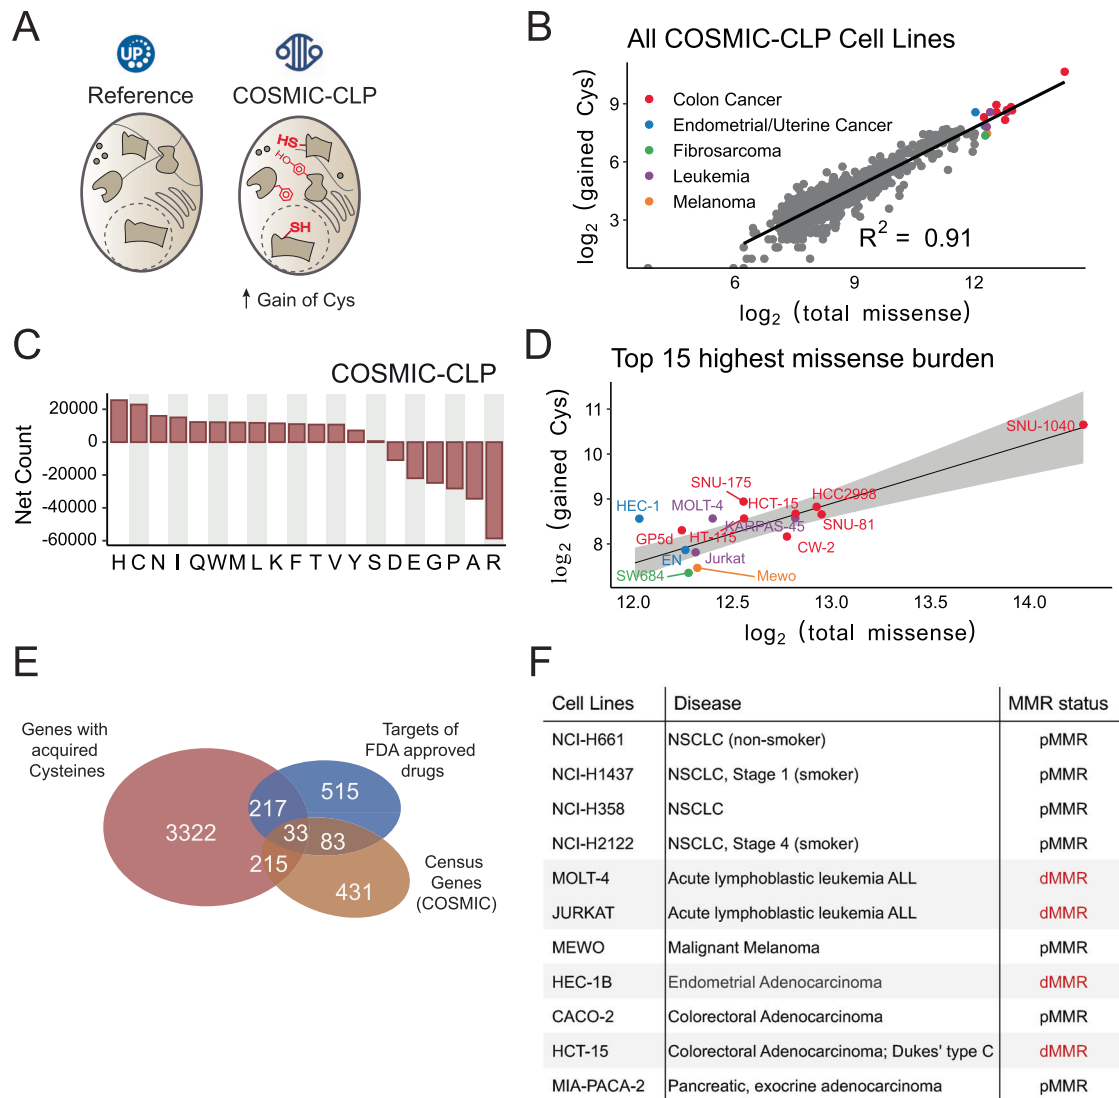 A
UP
Reference
COSMIC-CLP
HS
HO
SH
↑ Gain of Cys
B
All COSMIC-CLP Cell Lines
log2 (gained Cys)
9
6
3
Colon Cancer
Endometrial/Uterine Cancer
Fibrosarcoma
Leukemia
Melanoma
R2 = 0.91
6 9 12
log2 (total missense)
C
COSMIC-CLP
Net Count
20000
0
-20000
-40000
-60000
H C N I Q W M L K F T V Y S D E G P A R
D
Top 15 highest missense burden
log2 (gained Cys)
11
10
9
8
SNU-1040
SNU-175
HCC2998
HEC-1
MOLT-4
HCT-15
KARPAS-45
SNU-81
GP5d
HT-115
CW-2
EN
Jurkat
SW684
Mewo
12.0 12.5 13.0 13.5 14.0
log2 (total missense)
E
Genes with
acquired
Cysteines
Targets of
FDA approved
drugs
515
217
3322
33
83
215
431
Census
Genes
(COSMIC)
F
Cell Lines Disease MMR status
NCI-H661 NSCLC (non-smoker) pMMR
NCI-H1437 NSCLC, Stage 1 (smoker) pMMR
NCI-H358 NSCLC pMMR
NCI-H2122 NSCLC, Stage 4 (smoker) pMMR
MOLT-4 Acute lymphoblastic leukemia ALL dMMR
JURKAT Acute lymphoblastic leukemia ALL dMMR
MEWO Malignant Melanoma pMMR
HEC-1B Endometrial Adenocarcinoma dMMR
CACO-2 Colorectoral Adenocarcinoma pMMR
HCT-15 Colorectoral Adenocarcinoma; Dukes' type C dMMR
MIA-PACA-2 Pancreatic, exocrine adenocarcinoma pMMR